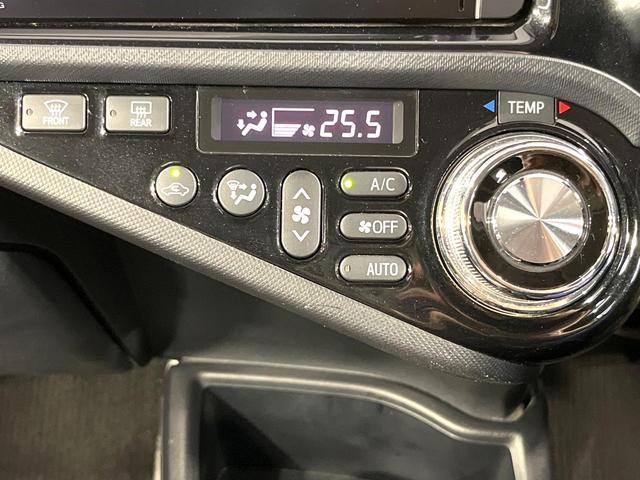 FRONT
REAR
25.5
TEMP
A/C
OFF
AUTO